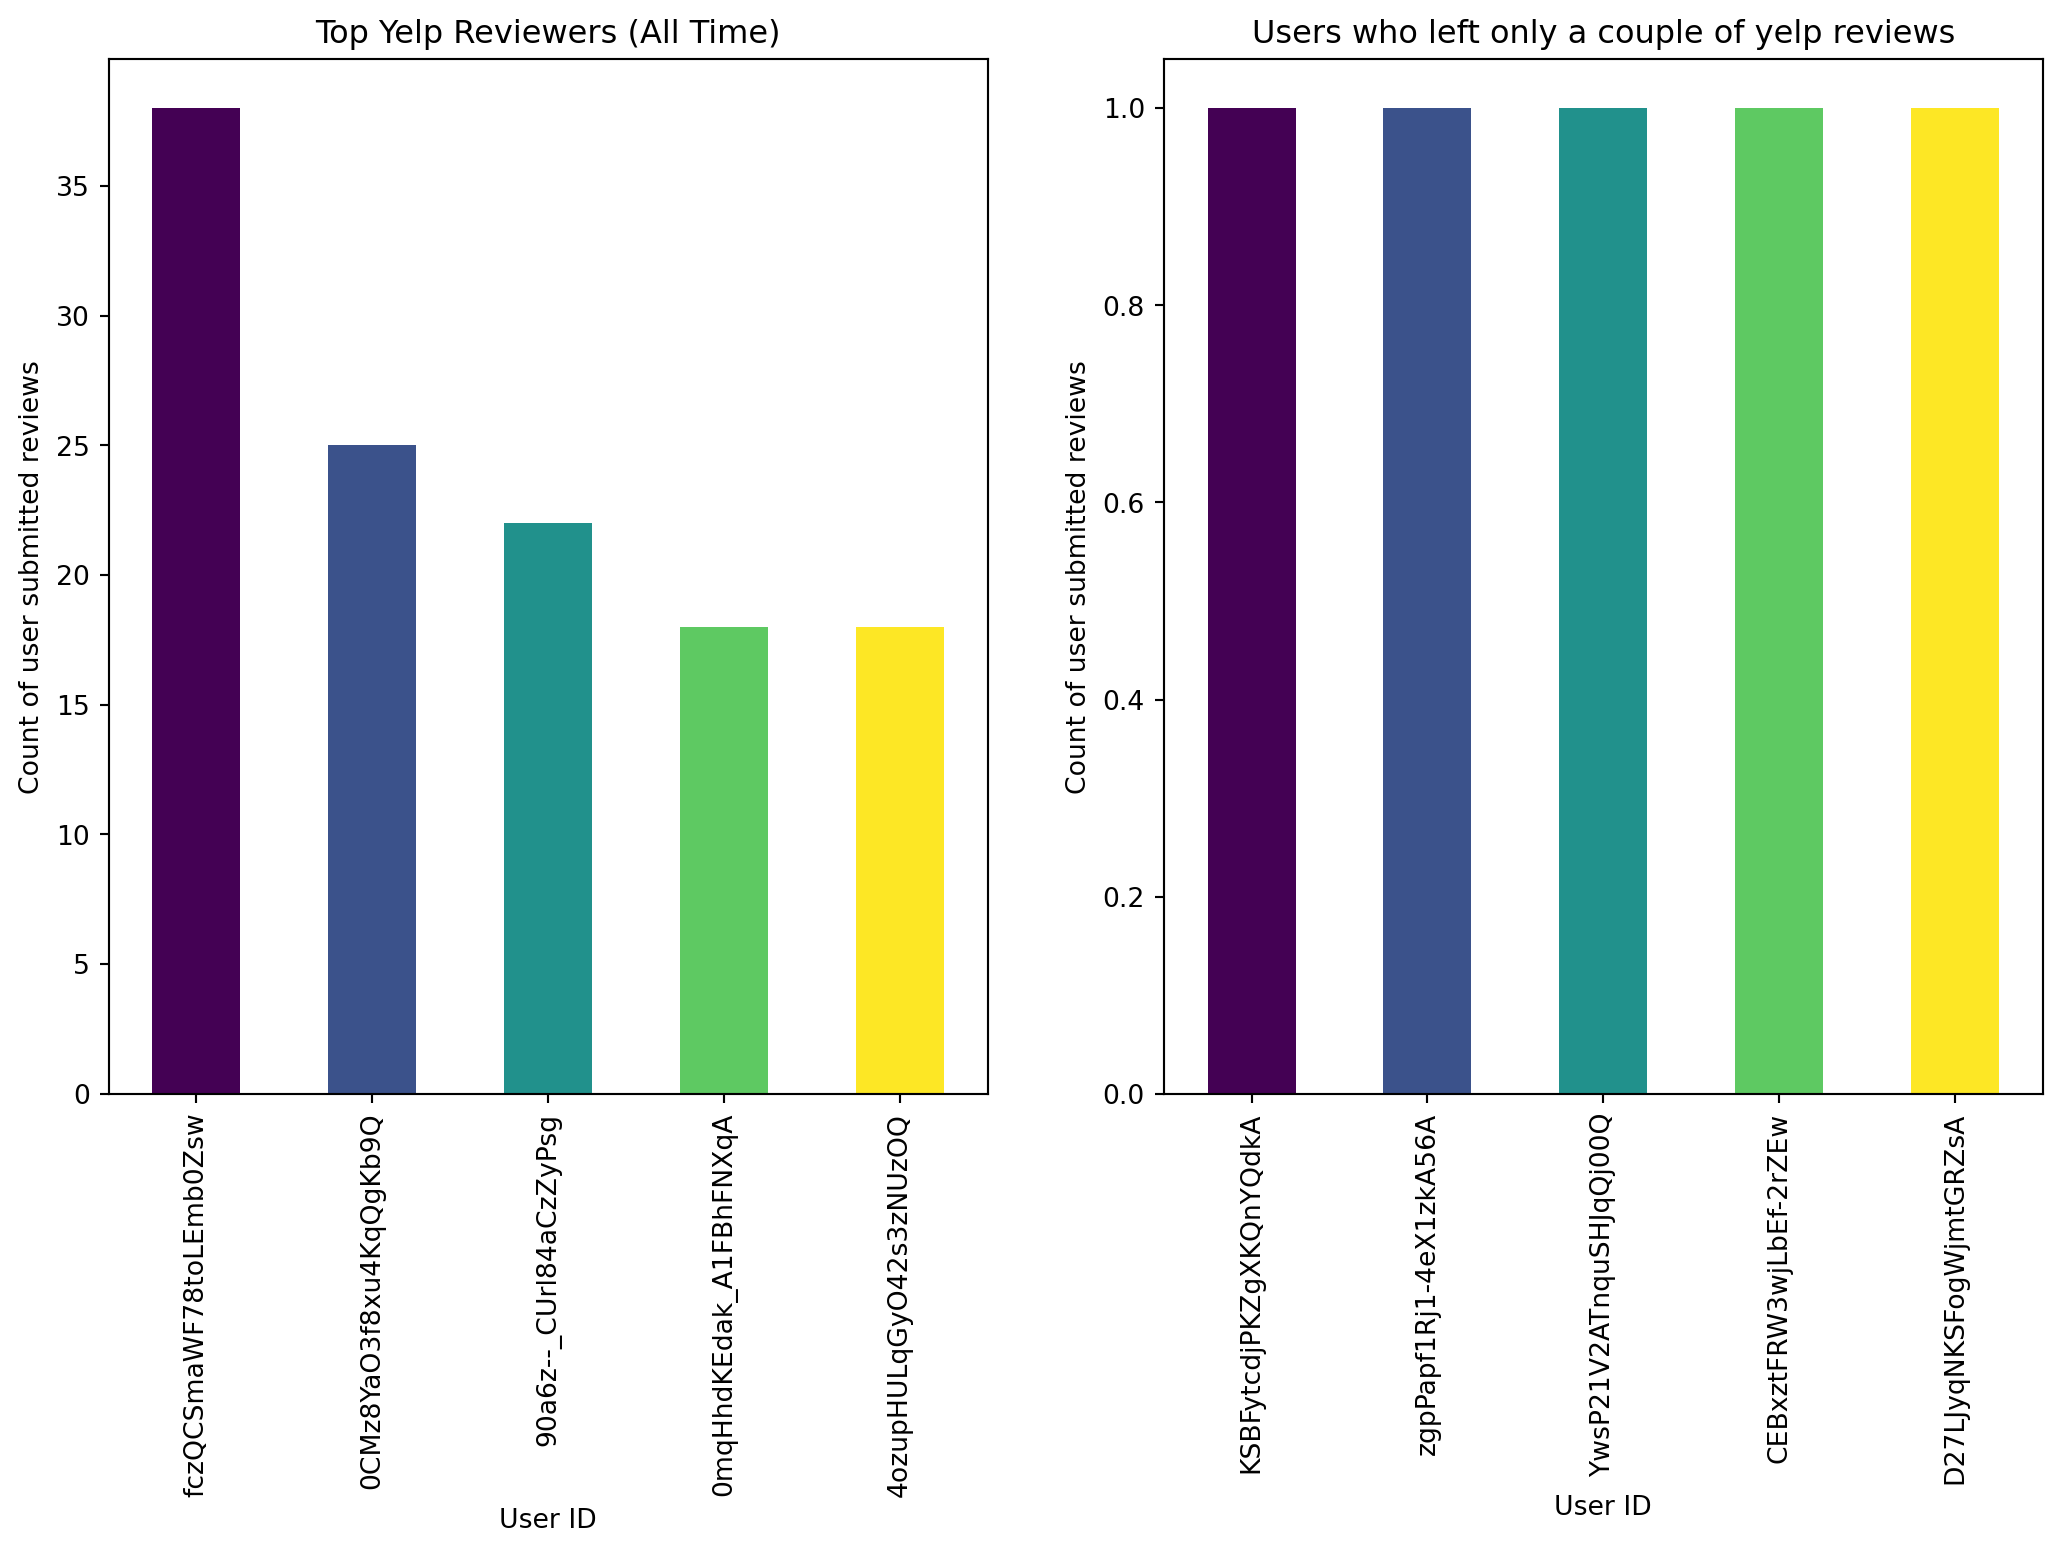 Top Yelp Reviewers (All Time)
Count of user submitted reviews
35
30
25
20
15
10
5
0
fczQCSmaWF78toLEmb0Zsw
0CMz8YaO3f8xu4KqQgKb9Q
90a6z--_CUrl84aCzZyPsg
0mqHhdKEdak_A1FBhFNXqA
4ozupHULqGyO42s3zNUzOQ
User ID
Users who left only a couple of yelp reviews
Count of user submitted reviews
1.0
0.8
0.6
0.4
0.2
0.0
KSBFytcdjPKZgXKQnYQdkA
zgpPapf1Rj1-4eX1zkA56A
YwsP21V2ATnquSHJqQj00Q
CEBxztFRW3wjLbEf-2rZEw
D27LJyqNKSFogWjmtGRZsA
User ID